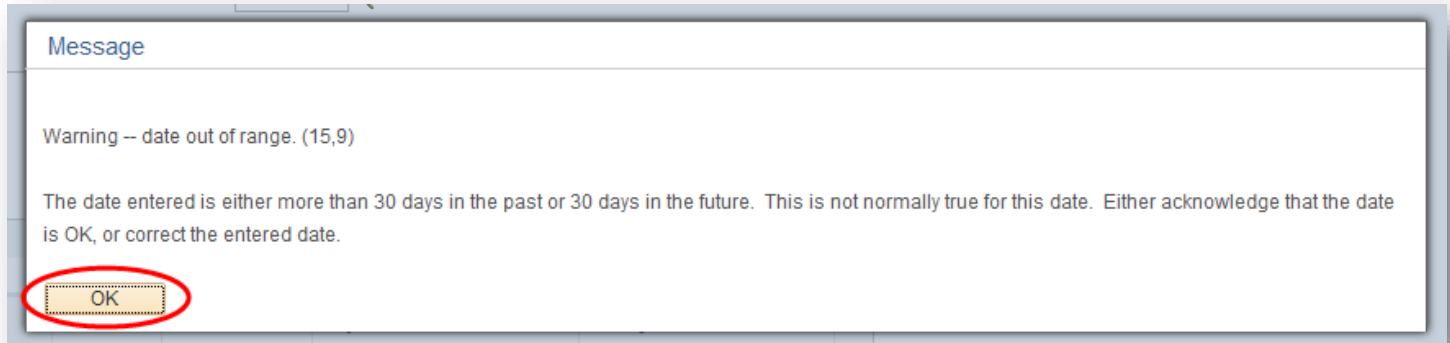 Message
Warning -- date out of range. (15,9)
The date entered is either more than 30 days in the past or 30 days in the future.  This is not normally true for this date.  Either acknowledge that the date
is OK, or correct the entered date.
OK